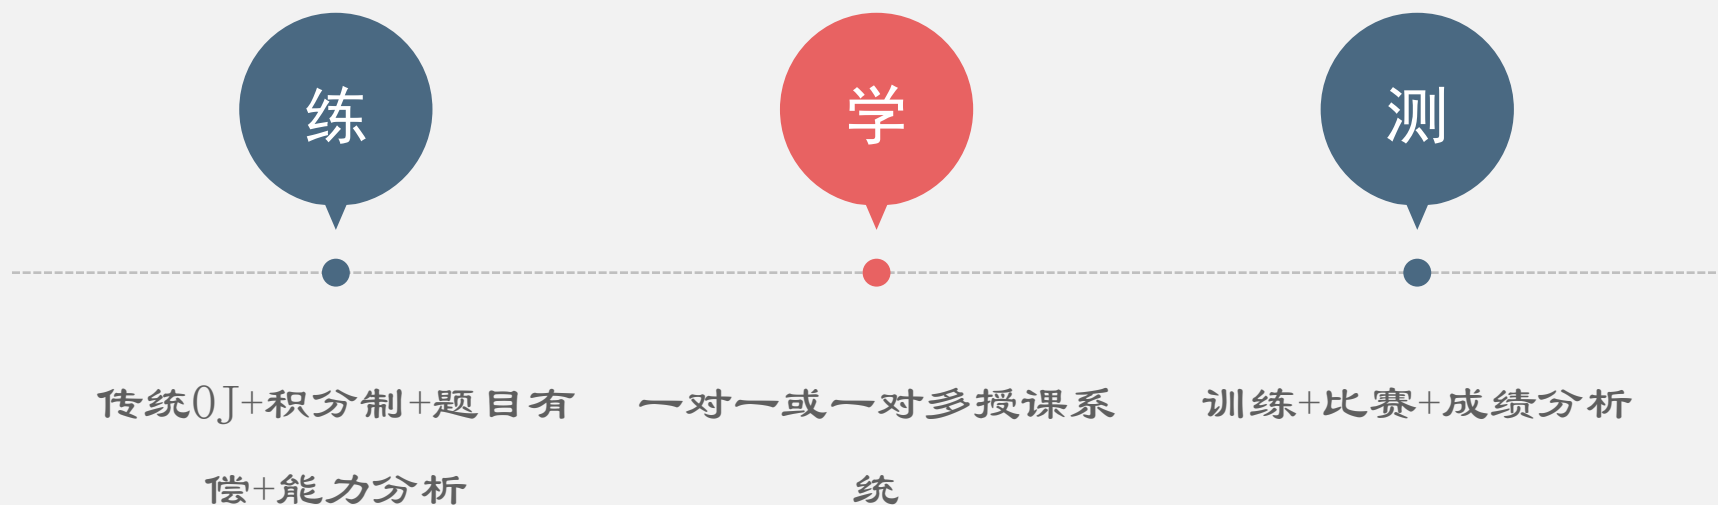 练
学
测
传统OJ+积分制+题目有
偿+能力分析
一对一或一对多授课系
统
训练+比赛+成绩分析